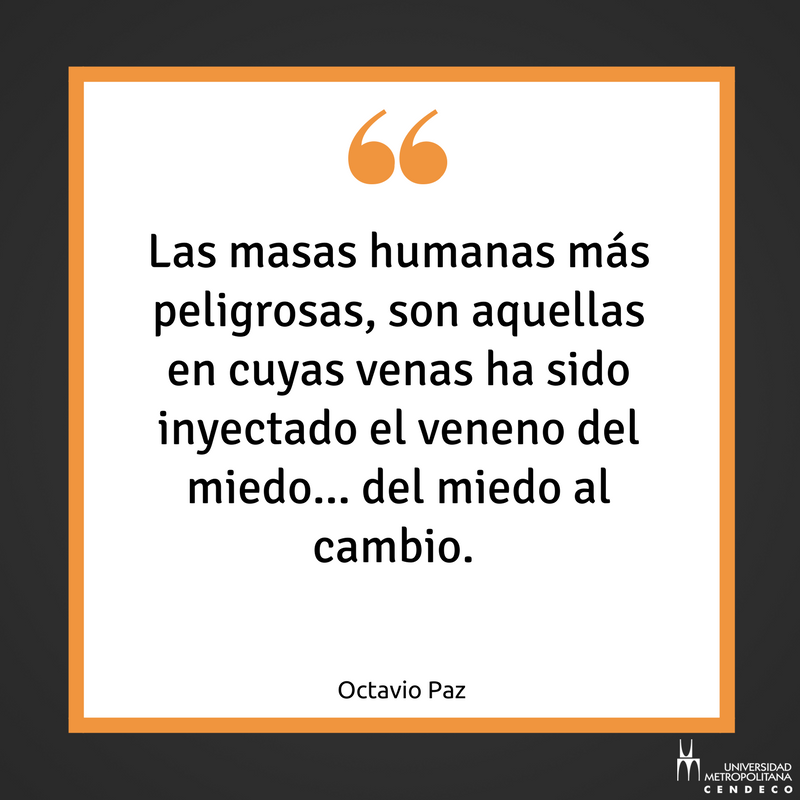 Las masas humanas más
peligrosas, son aquellas
en cuyas venas ha sido
inyectado el veneno del
miedo... del miedo al
cambio.
Octavio Paz
UNIVERSIDAD
METROPOLITANA
CENDECO